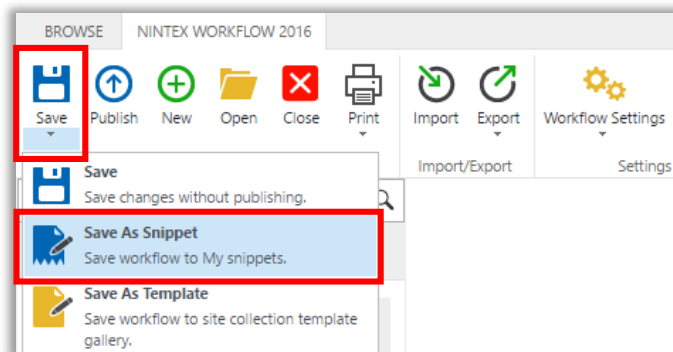 BROWSE NINTEX WORKFLOW 2016
Save Publish New Open Close Print Import Export Workflow Settings
Import/Export Settings
Save
Save changes without publishing.
Save As Snippet
Save workflow to My snippets.
Save As Template
Save workflow to site collection template
gallery.